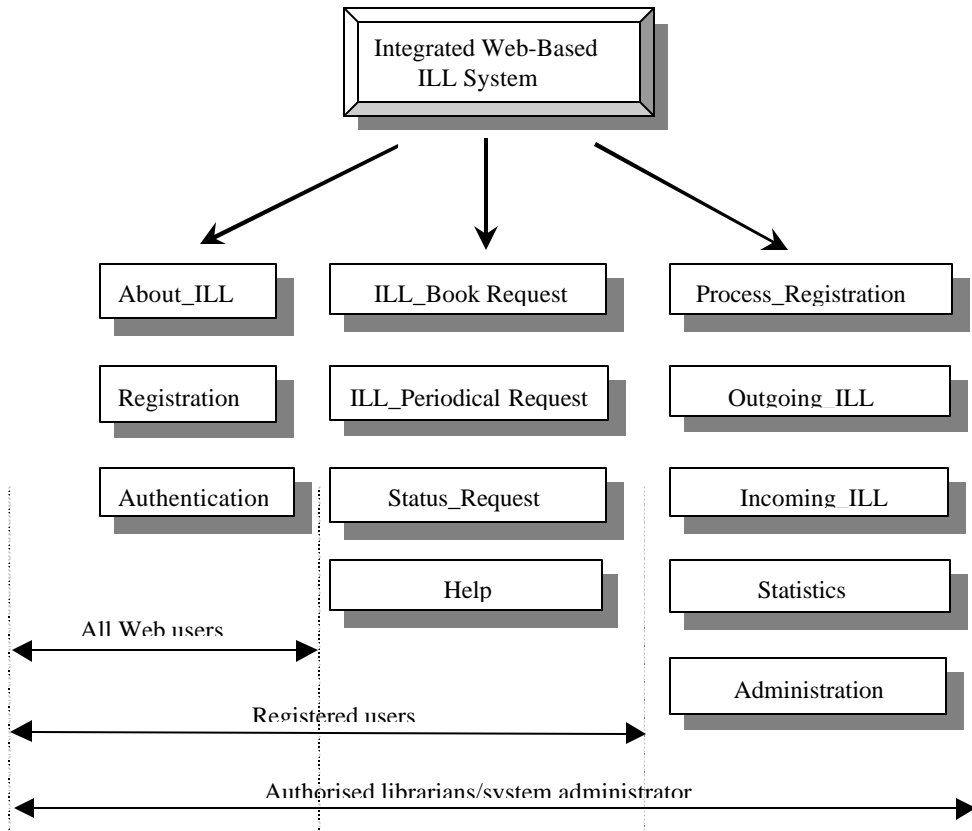 Integrated Web-Based
ILL System
About_ILL
ILL_Book Request
Process_Registration
Registration
ILL_Periodical Request
Outgoing_ILL
Authentication
Status_Request
Incoming_ILL
Help
Statistics
All Web users
Administration
Registered users
Authorised librarians/system administrator